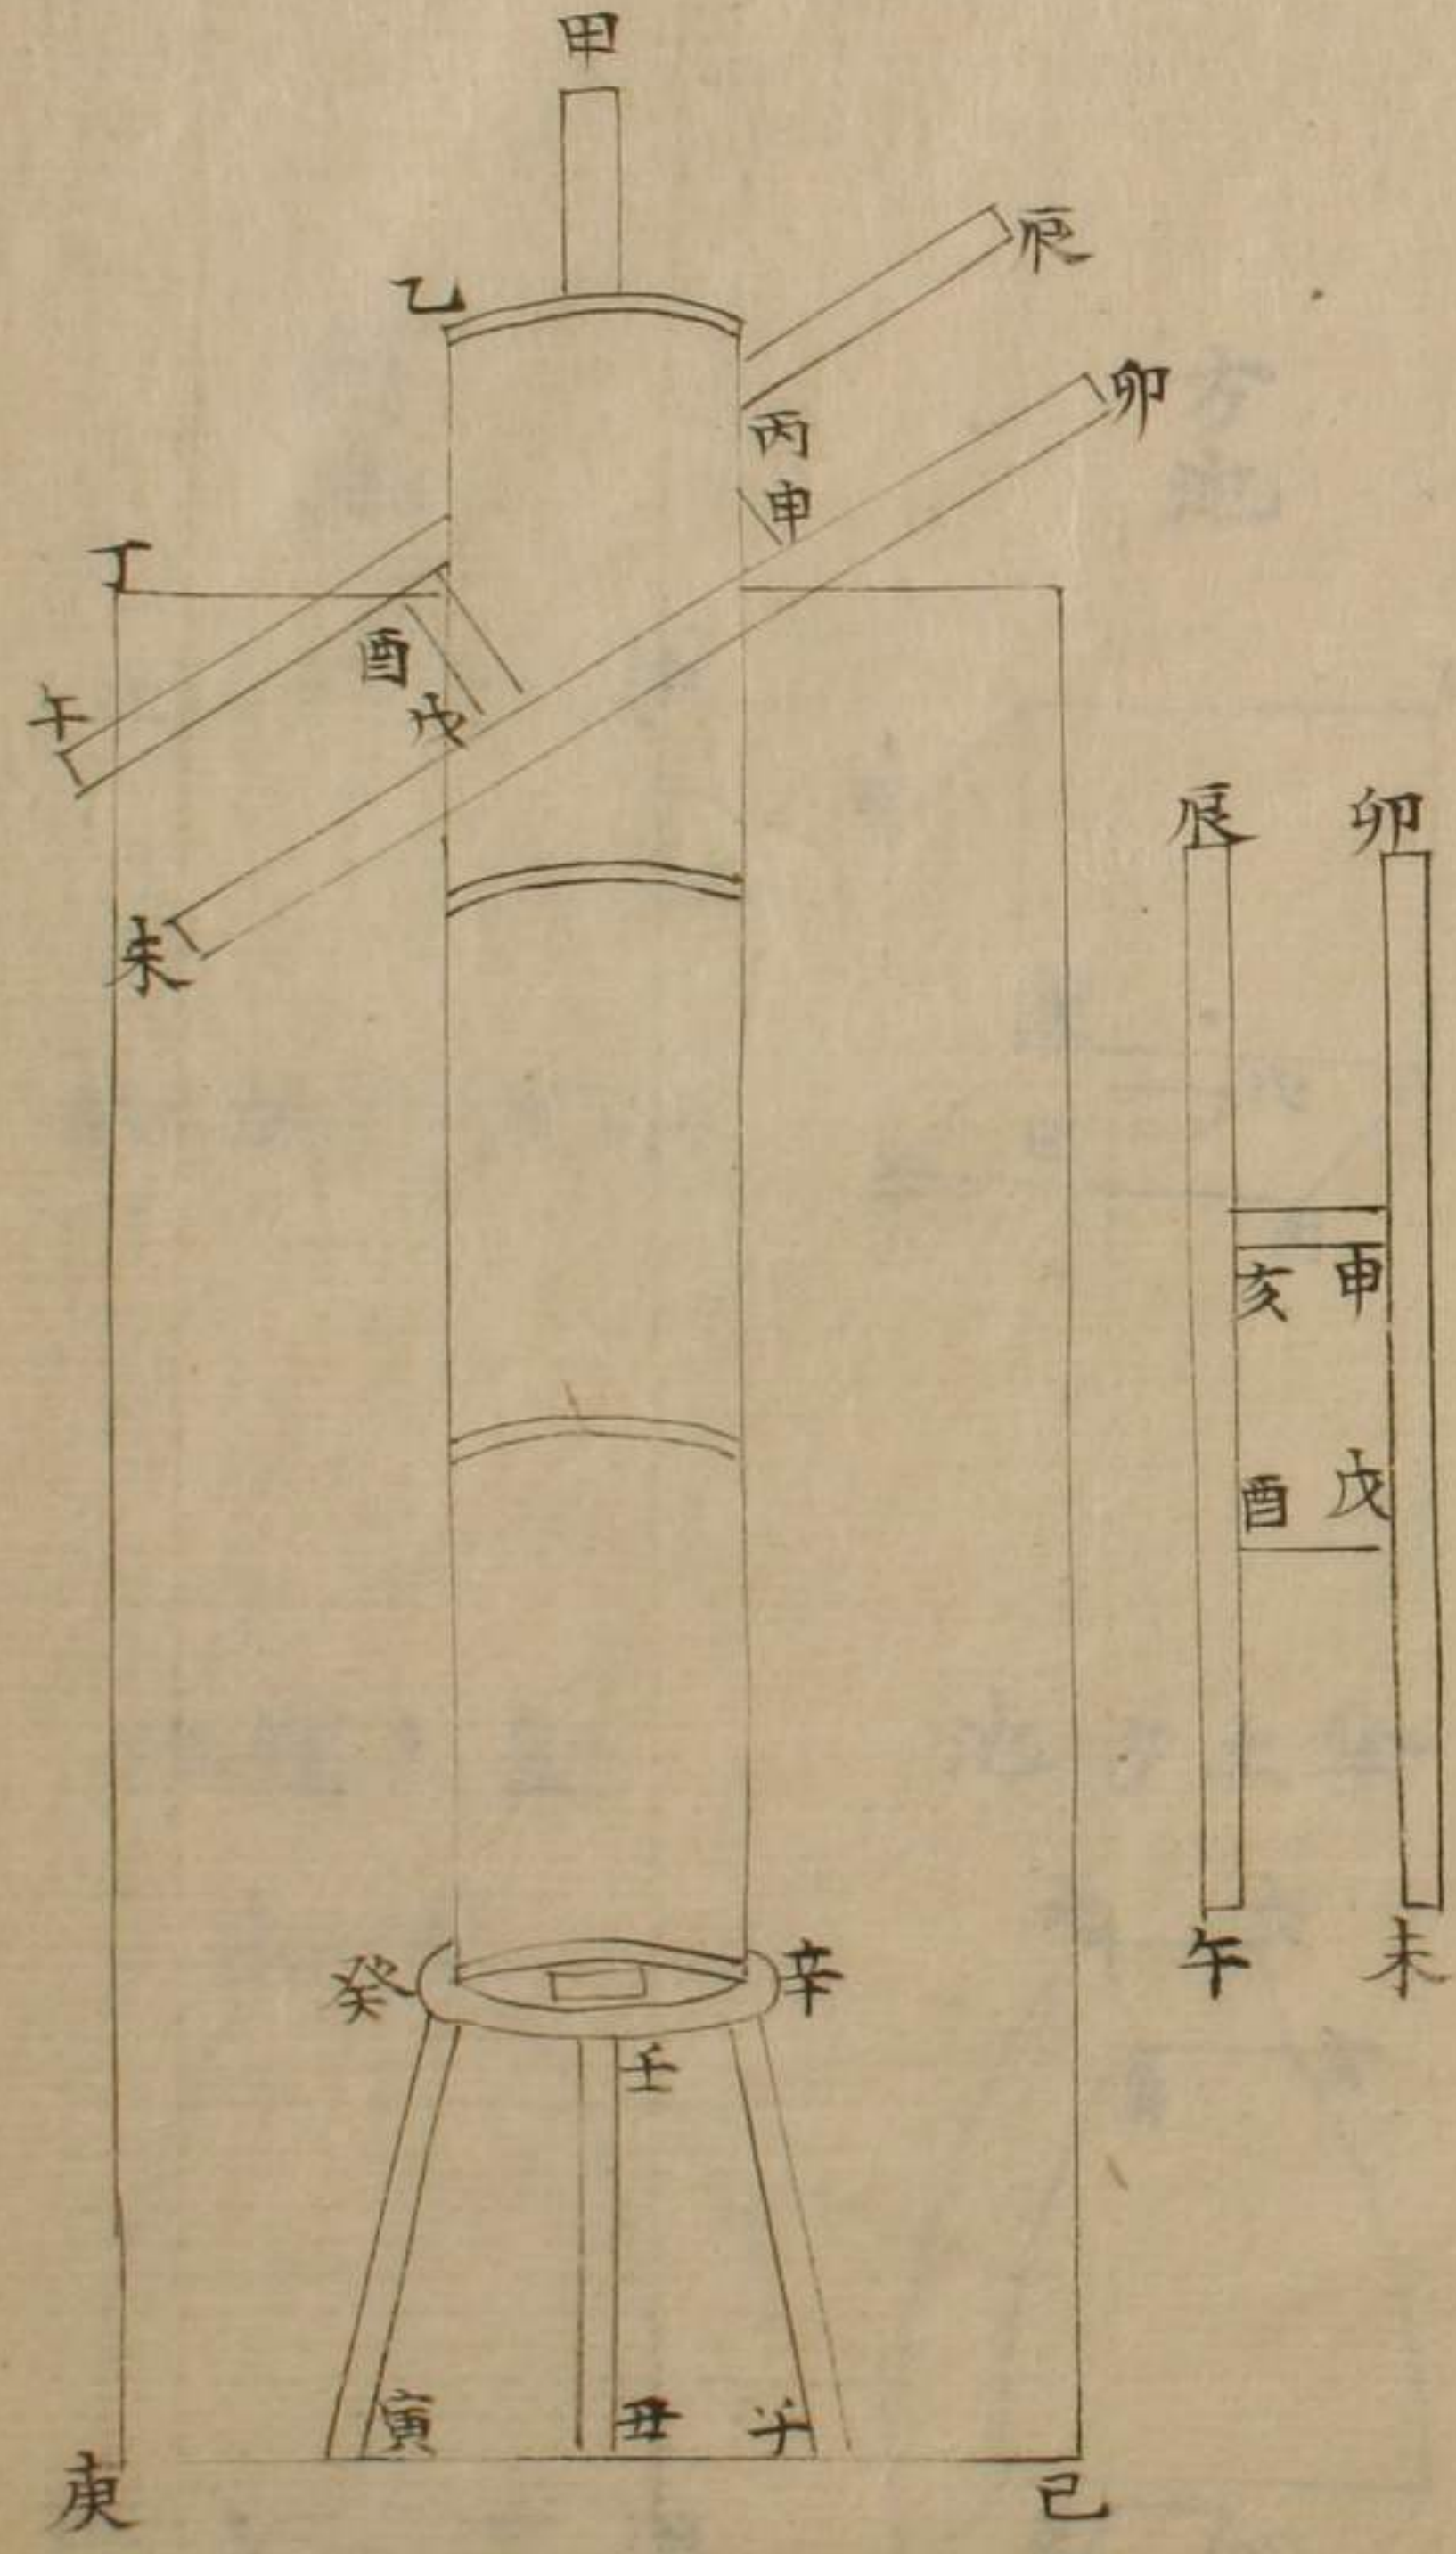 甲
辰
乙
卯
丙
申
丁
酉
午
戊
未
辰 卯
亥 申
酉 戊
午 未
癸 辛
壬
寅 丑 子
庚 己